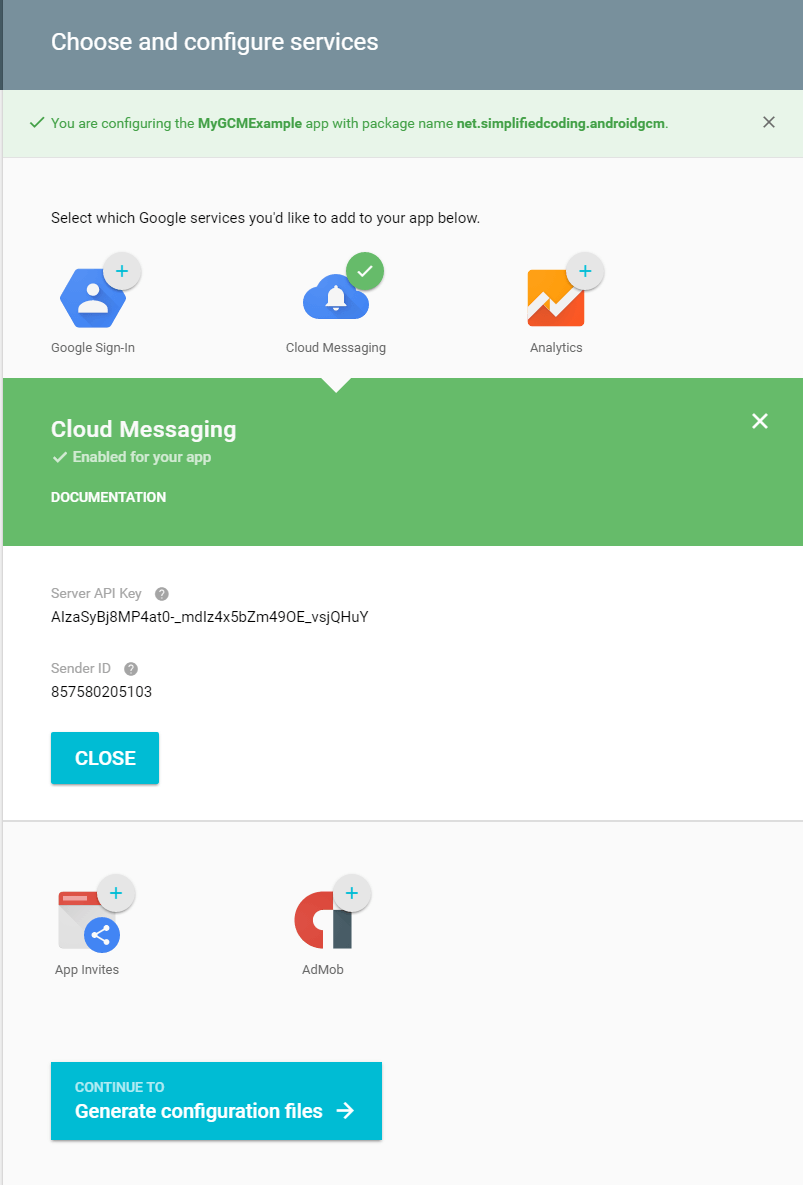 Choose and configure services
You are configuring the MyGCMExample app with package name net.simplifiedcoding.androidgcm.
Select which Google services you'd like to add to your app below.
Google Sign-In
Cloud Messaging
Analytics
Cloud Messaging
Enabled for your app
DOCUMENTATION
Server API Key
AIzaSyBj8MP4at0-_mdIz4x5bZm49OE_vsjQHuY
Sender ID
857580205103
CLOSE
App Invites
AdMob
CONTINUE TO
Generate configuration files